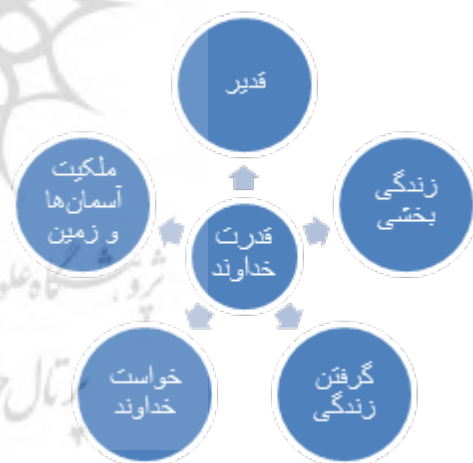 قدیر
زندگی
بخشی
گرفتن
زندگی
خواست
خداوند
ملکیت
آسمان‌ها
و زمین
قدرت
خداوند